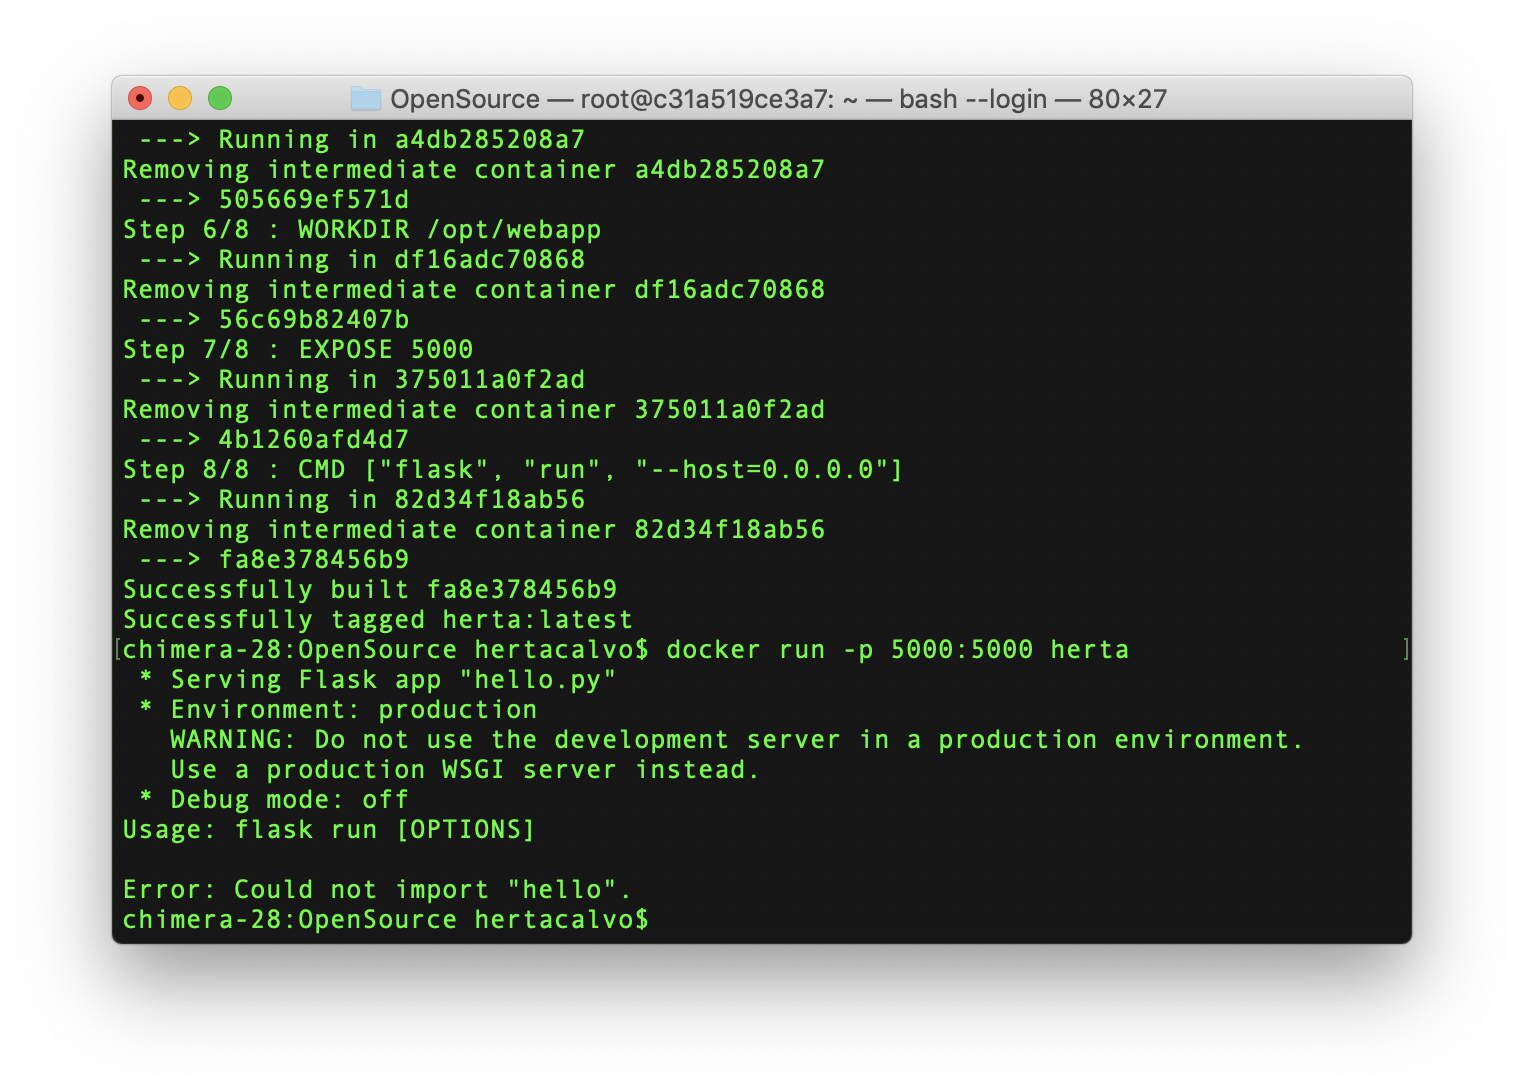 OpenSource — root@c31a519ce3a7: ~ — bash --login — 80×27
---> Running in a4db285208a7
Removing intermediate container a4db285208a7
---> 505669ef571d
Step 6/8 : WORKDIR /opt/webapp
---> Running in df16adc70868
Removing intermediate container df16adc70868
---> 56c69b82407b
Step 7/8 : EXPOSE 5000
---> Running in 375011a0f2ad
Removing intermediate container 375011a0f2ad
---> 4b1260afd4d7
Step 8/8 : CMD ["flask", "run", "--host=0.0.0.0"]
---> Running in 82d34f18ab56
Removing intermediate container 82d34f18ab56
---> fa8e378456b9
Successfully built fa8e378456b9
Successfully tagged herta:latest
[chimera-28:OpenSource hertacalvo$ docker run -p 5000:5000 herta ]
* Serving Flask app "hello.py"
* Environment: production
WARNING: Do not use the development server in a production environment.
Use a production WSGI server instead.
* Debug mode: off
Usage: flask run [OPTIONS]
Error: Could not import "hello".
chimera-28:OpenSource hertacalvo$